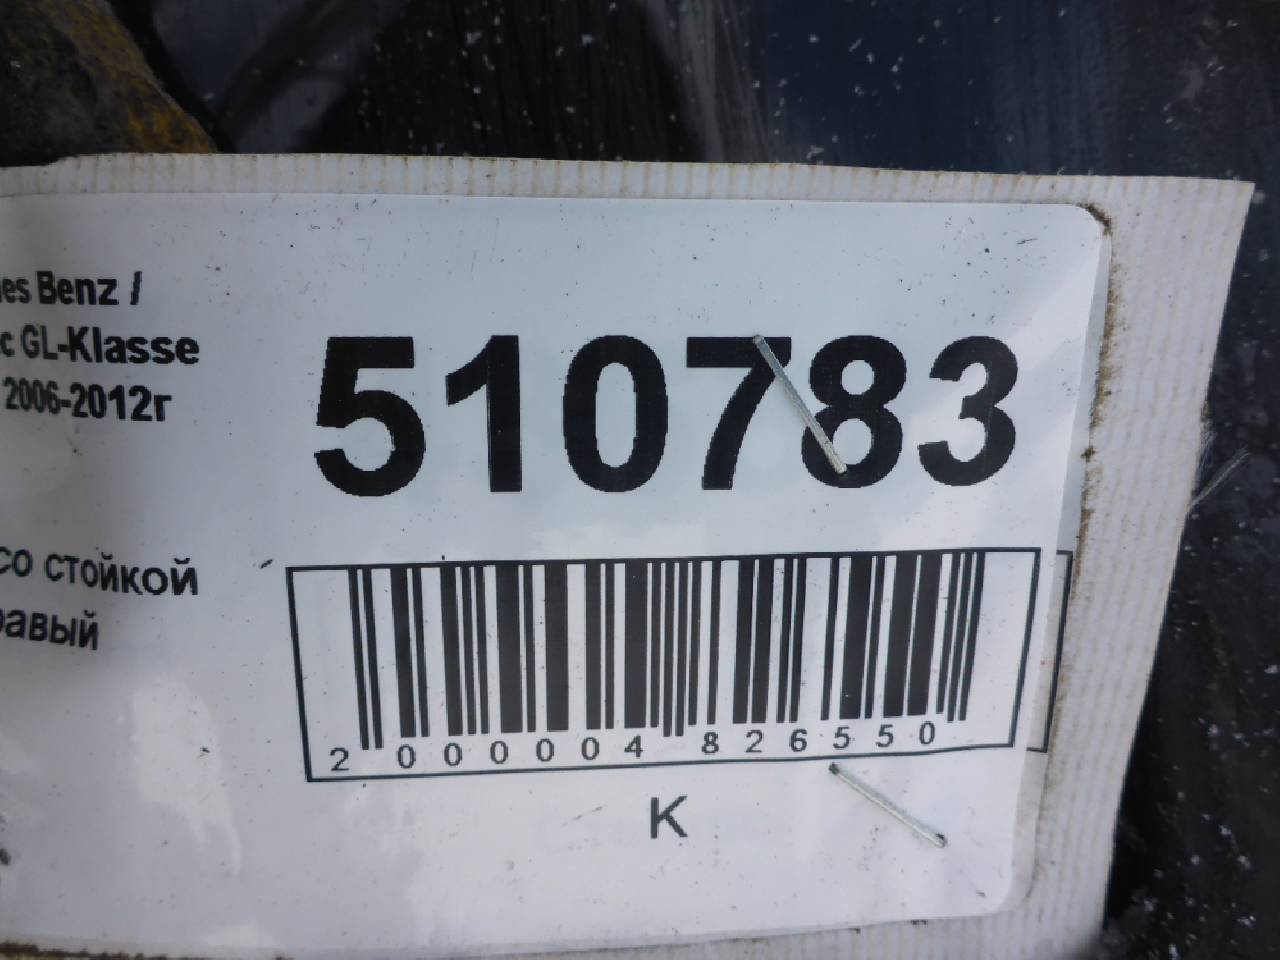 es Benz /
с GL-Klasse
2006-2012г
510783
со стойкой
равый
2 000004 826550
K